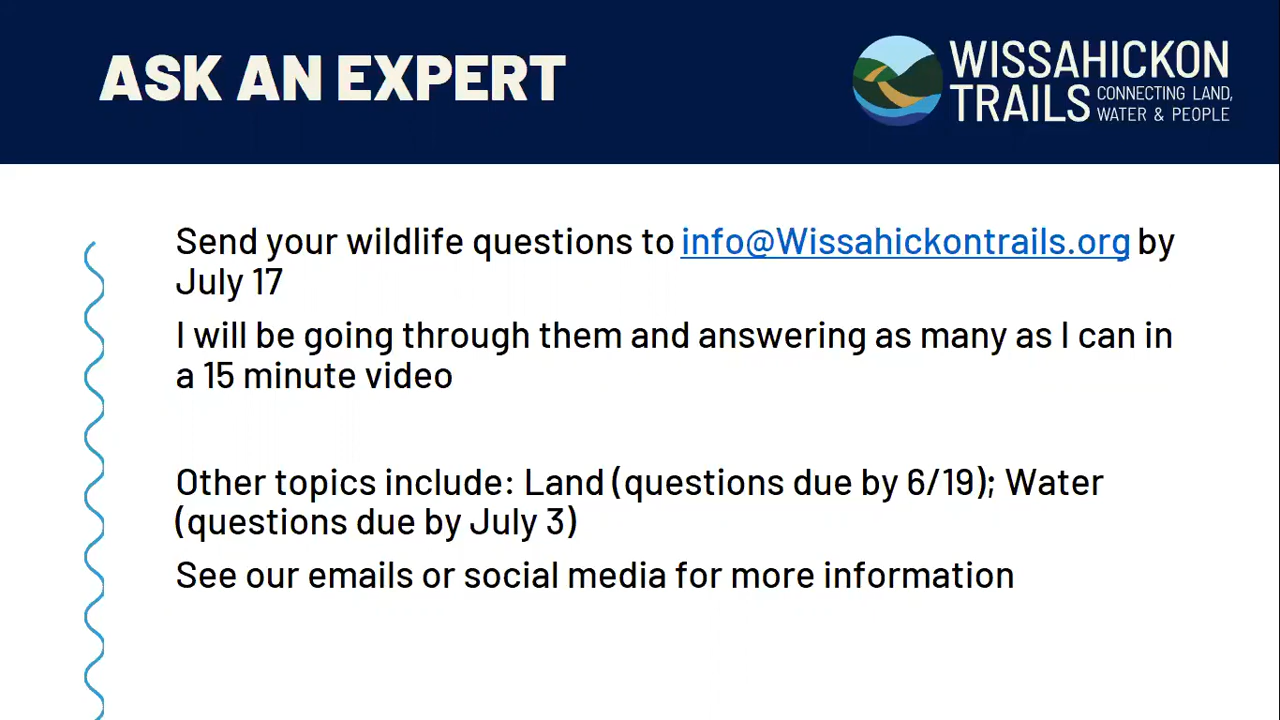 ASK AN EXPERT
WISSAHICKON
TRAILS CONNECTING LAND,
WATER & PEOPLE
Send your wildlife questions to info@Wissahickontrails.org by
July 17
I will be going through them and answering as many as I can in
a 15 minute video
Other topics include: Land (questions due by 6/19); Water
(questions due by July 3)
See our emails or social media for more information